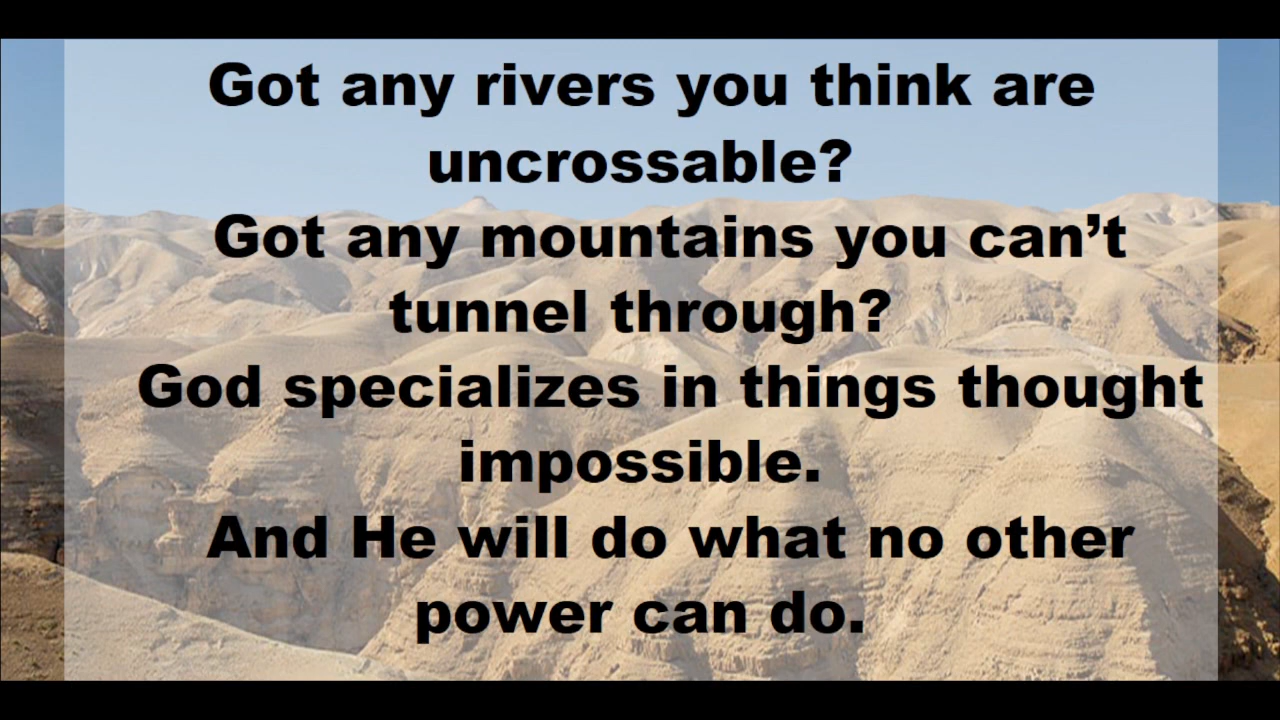 Got any rivers you think are
uncrossable?
Got any mountains you can’t
tunnel through?
God specializes in things thought
impossible.
And He will do what no other
power can do.